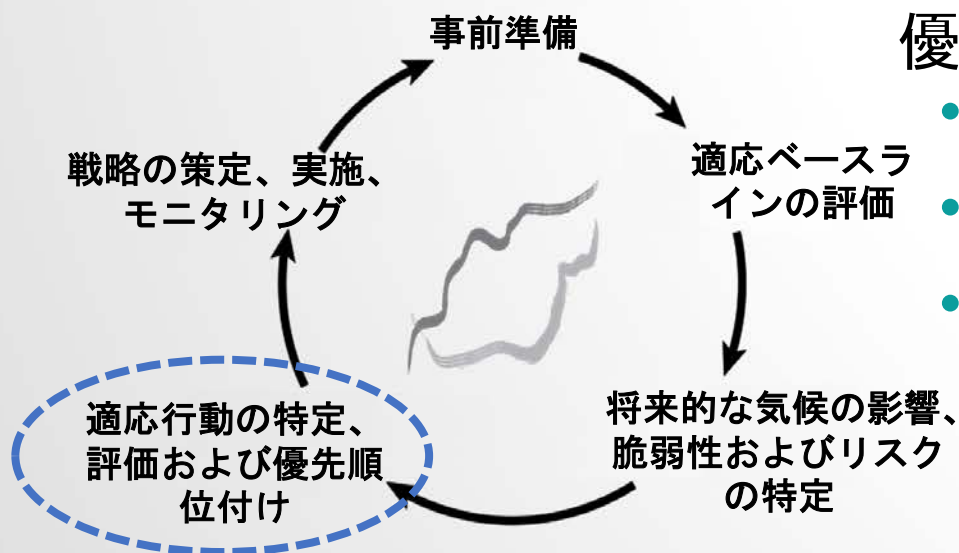 事前準備
優
適応ベースラ
インの評価
将来的な気候の影響、
脆弱性およびリスク
の特定
適応行動の特定、
評価および優先順
位付け
戦略の策定、実施、
モニタリング